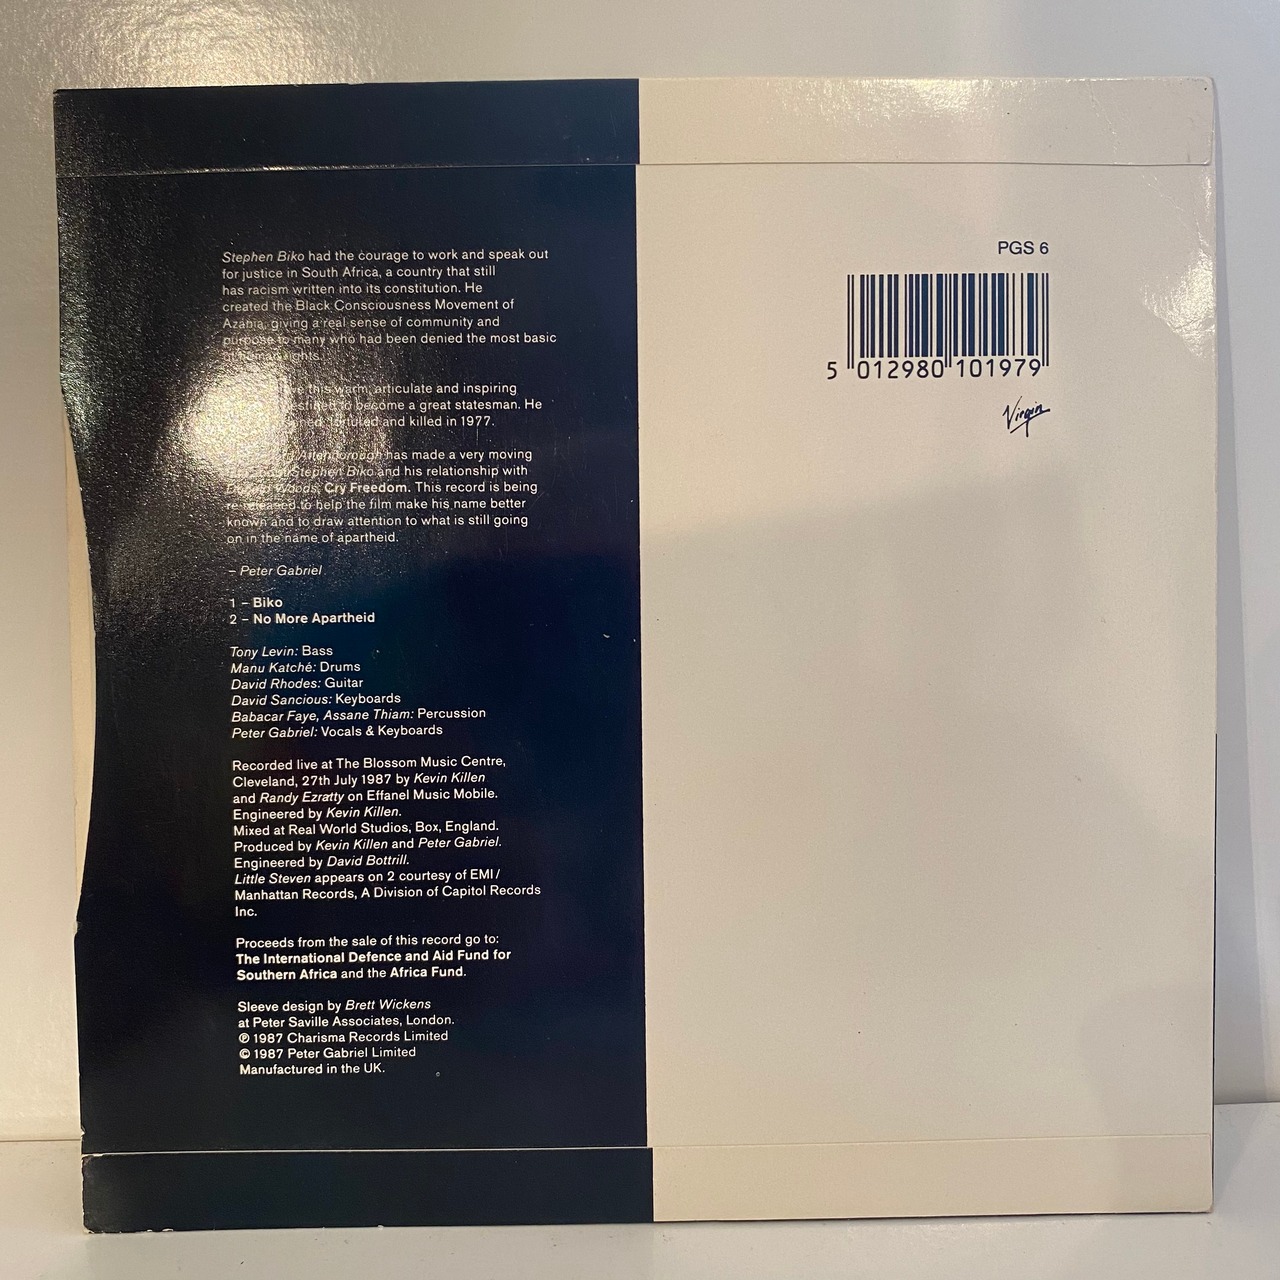 Stephen Biko had the courage to work and speak out
for justice in South Africa, a country that still
has racism written into its constitution. He
created the Black Consciousness Movement of
Azania, giving a real sense of community and
purpose to many who had been denied the most basic
of human rights.
this warm, articulate and inspiring
become a great statesman. He
tortured and killed in 1977.
Attenborough has made a very moving
Stephen Biko and his relationship with
Woods, Cry Freedom. This record is being
re-released to help the film make his name better
known and to draw attention to what is still going
on in the name of apartheid.
– Peter Gabriel
1 – Biko
2 – No More Apartheid
Tony Levin: Bass
Manu Katché: Drums
David Rhodes: Guitar
David Sancious: Keyboards
Babacar Faye, Assane Thiam: Percussion
Peter Gabriel: Vocals & Keyboards
Recorded live at The Blossom Music Centre,
Cleveland, 27th July 1987 by Kevin Killen
and Randy Ezratty on Effanel Music Mobile.
Engineered by Kevin Killen.
Mixed at Real World Studios, Box, England.
Produced by Kevin Killen and Peter Gabriel.
Engineered by David Bottrill.
Little Steven appears on 2 courtesy of EMI/
Manhattan Records, A Division of Capitol Records
Inc.
Proceeds from the sale of this record go to:
The International Defence and Aid Fund for
Southern Africa and the Africa Fund.
Sleeve design by Brett Wickens
at Peter Saville Associates, London.
℗ 1987 Charisma Records Limited
© 1987 Peter Gabriel Limited
Manufactured in the UK.
PGS 6
5 012980 101979
Virgin